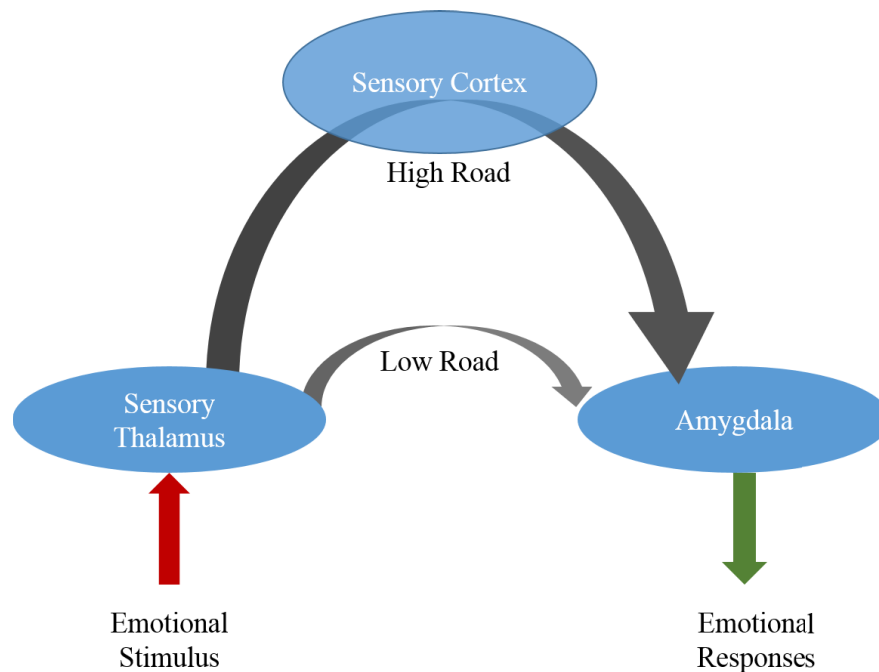 Sensory Cortex
High Road
Low Road
Sensory
Thalamus
Amygdala
Emotional
Stimulus
Emotional
Responses